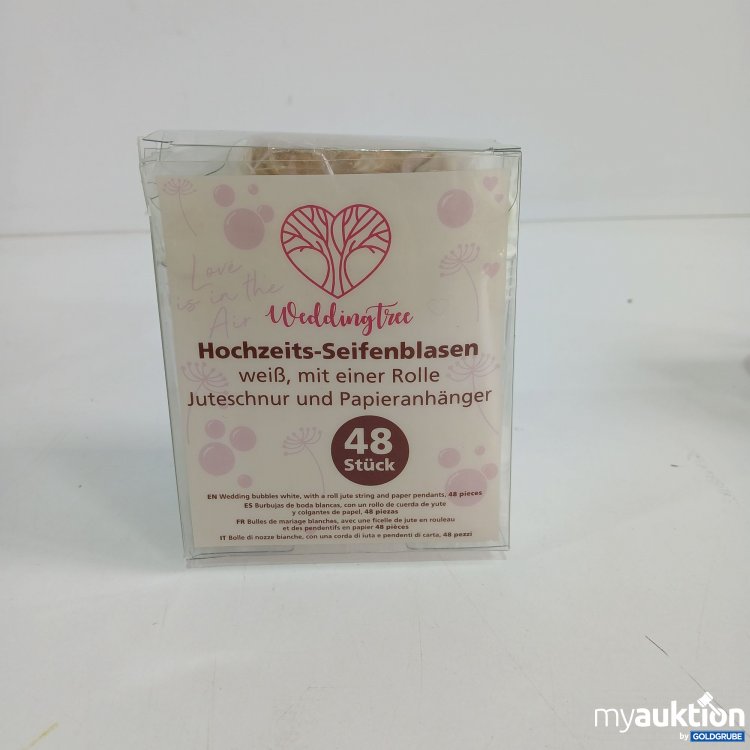 Love
is in the
Air
Weddingtree
Hochzeits-Seifenblasen
weiß, mit einer Rolle
Juteschnur und Papieranhänger
48
Stück
EN Wedding bubbles white, with a roll jute string and paper pendants, 48 pieces
ES Burbujas de boda blancas, con un rollo de cuerda de yute
y colgantes de papel, 48 piezas
FR Bulles de mariage blanches, avec une ficelle de jute en rouleau
et des pendentifs en papier 48 pièces
IT Bolle di nozze bianche, con una corda di iuta e pendenti di carta, 48 pezzi
myauktion
by GOLDGRUBE